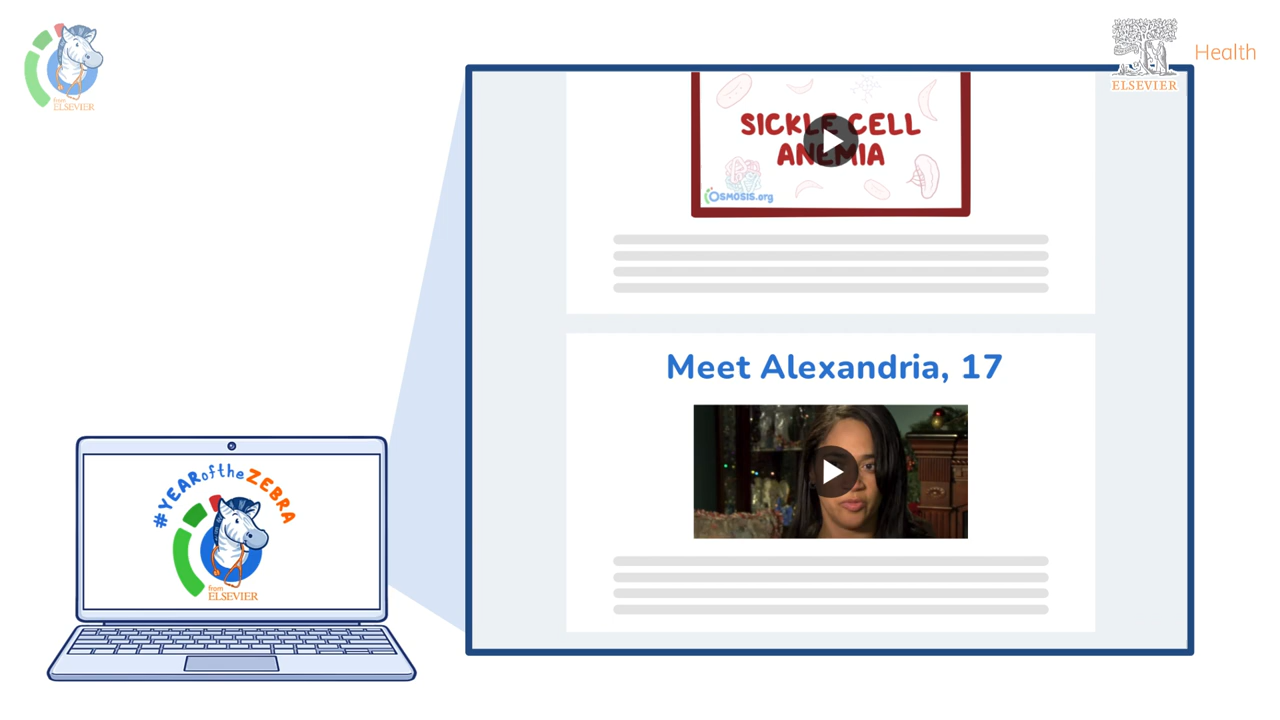 from
ELSEVIER
ELSEVIER
Health
SICKLE CELL
ANEMIA
OSMOSIS.org
Meet Alexandria, 17
#YEARoftheZEBRA
from
ELSEVIER